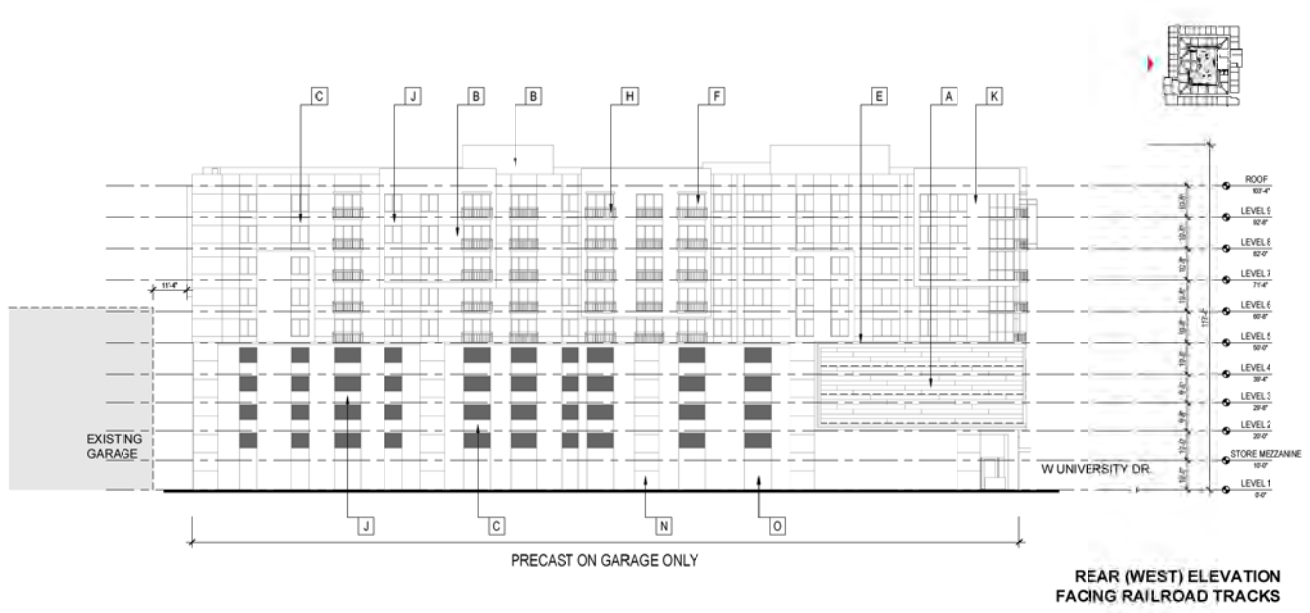 C
J
B
B
H
F
E
A
K
ROOF
103'-4"
LEVEL 9
92'-8"
LEVEL 8
82'-0"
LEVEL 7
71'-4"
LEVEL 6
60'-8"
LEVEL 5
50'-0"
LEVEL 4
39'-4"
LEVEL 3
29'-8"
LEVEL 2
20'-0"
STORE MEZZANINE
10'-0"
LEVEL 1
0'-0"
11'-4"
EXISTING
GARAGE
W UNIVERSITY DR.
J
C
N
O
PRECAST ON GARAGE ONLY
REAR (WEST) ELEVATION
FACING RAILROAD TRACKS